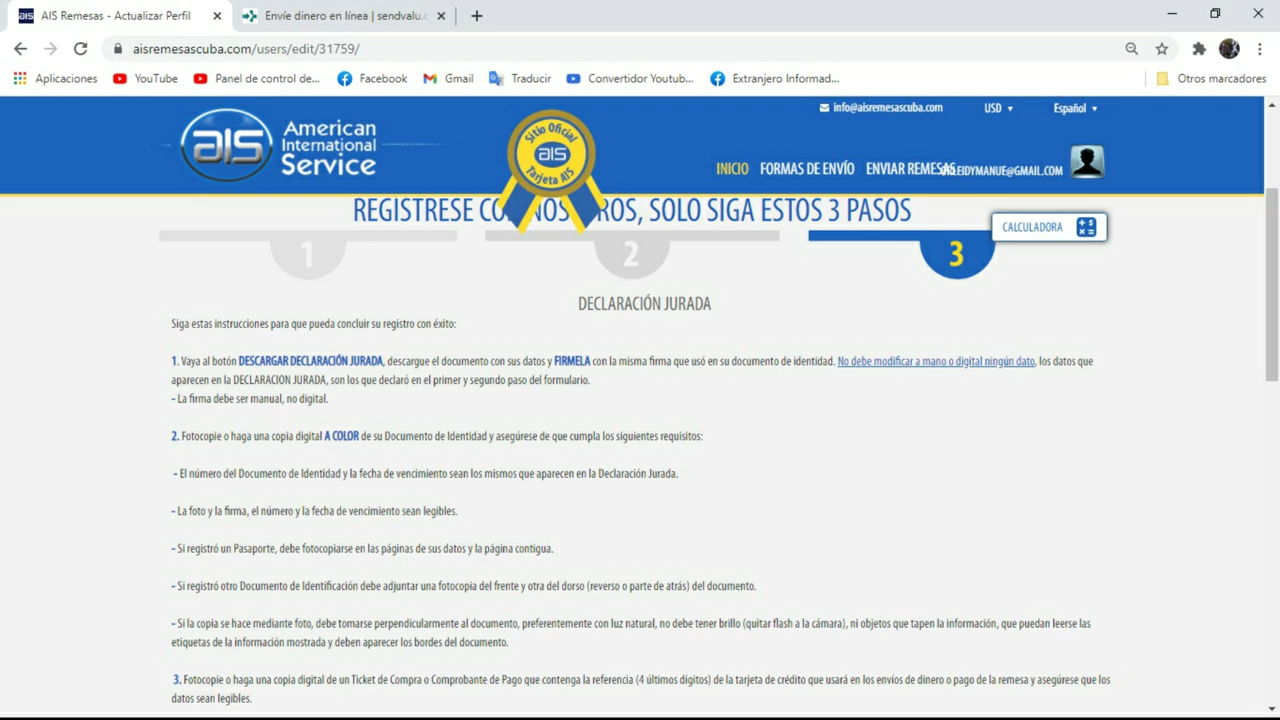 AIS Remesas - Actualizar Perfil
Envíe dinero en línea | sendvalu.c
aisremesascuba.com/users/edit/31759/
Aplicaciones YouTube Panel de control de... Facebook Gmail Traducir Convertidor Youtub... Extranjero Informad... Otros marcadores
info@aisremesascuba.com USD Español
ais American
International
Service
Sitio Oficial
ais
Tarjeta AIS
INICIO FORMAS DE ENVÍO ENVIAR REMESAS EIDYMANUE@GMAIL.COM
REGISTRESE CO NOS ROS, SOLO SIGA ESTOS 3 PASOS
CALCULADORA
1 2 3
DECLARACIÓN JURADA
Siga estas instrucciones para que pueda concluir su registro con éxito:
1. Vaya al botón DESCARGAR DECLARACIÓN JURADA, descargue el documento con sus datos y FIRMELA con la misma firma que usó en su documento de identidad. No debe modificar a mano o digital ningún dato, los datos que
aparecen en la DECLARACION JURADA, son los que declaró en el primer y segundo paso del formulario.
- La firma debe ser manual, no digital.
2. Fotocopie o haga una copia digital A COLOR de su Documento de Identidad y asegúrese de que cumpla los siguientes requisitos:
- El número del Documento de Identidad y la fecha de vencimiento sean los mismos que aparecen en la Declaración Jurada.
- La foto y la firma, el número y la fecha de vencimiento sean legibles.
- Si registró un Pasaporte, debe fotocopiarse en las páginas de sus datos y la página contigua.
- Si registró otro Documento de Identificación debe adjuntar una fotocopia del frente y otra del dorso (reverso o parte de atrás) del documento.
- Si la copia se hace mediante foto, debe tomarse perpendicularmente al documento, preferentemente con luz natural, no debe tener brillo (quitar flash a la cámara), ni objetos que tapen la información, que puedan leerse las
etiquetas de la información mostrada y deben aparecer los bordes del documento.
3. Fotocopie o haga una copia digital de un Ticket de Compra o Comprobante de Pago que contenga la referencia (4 últimos dígitos) de la tarjeta de crédito que usará en los envíos de dinero o pago de la remesa y asegúrese que los
datos sean legibles.